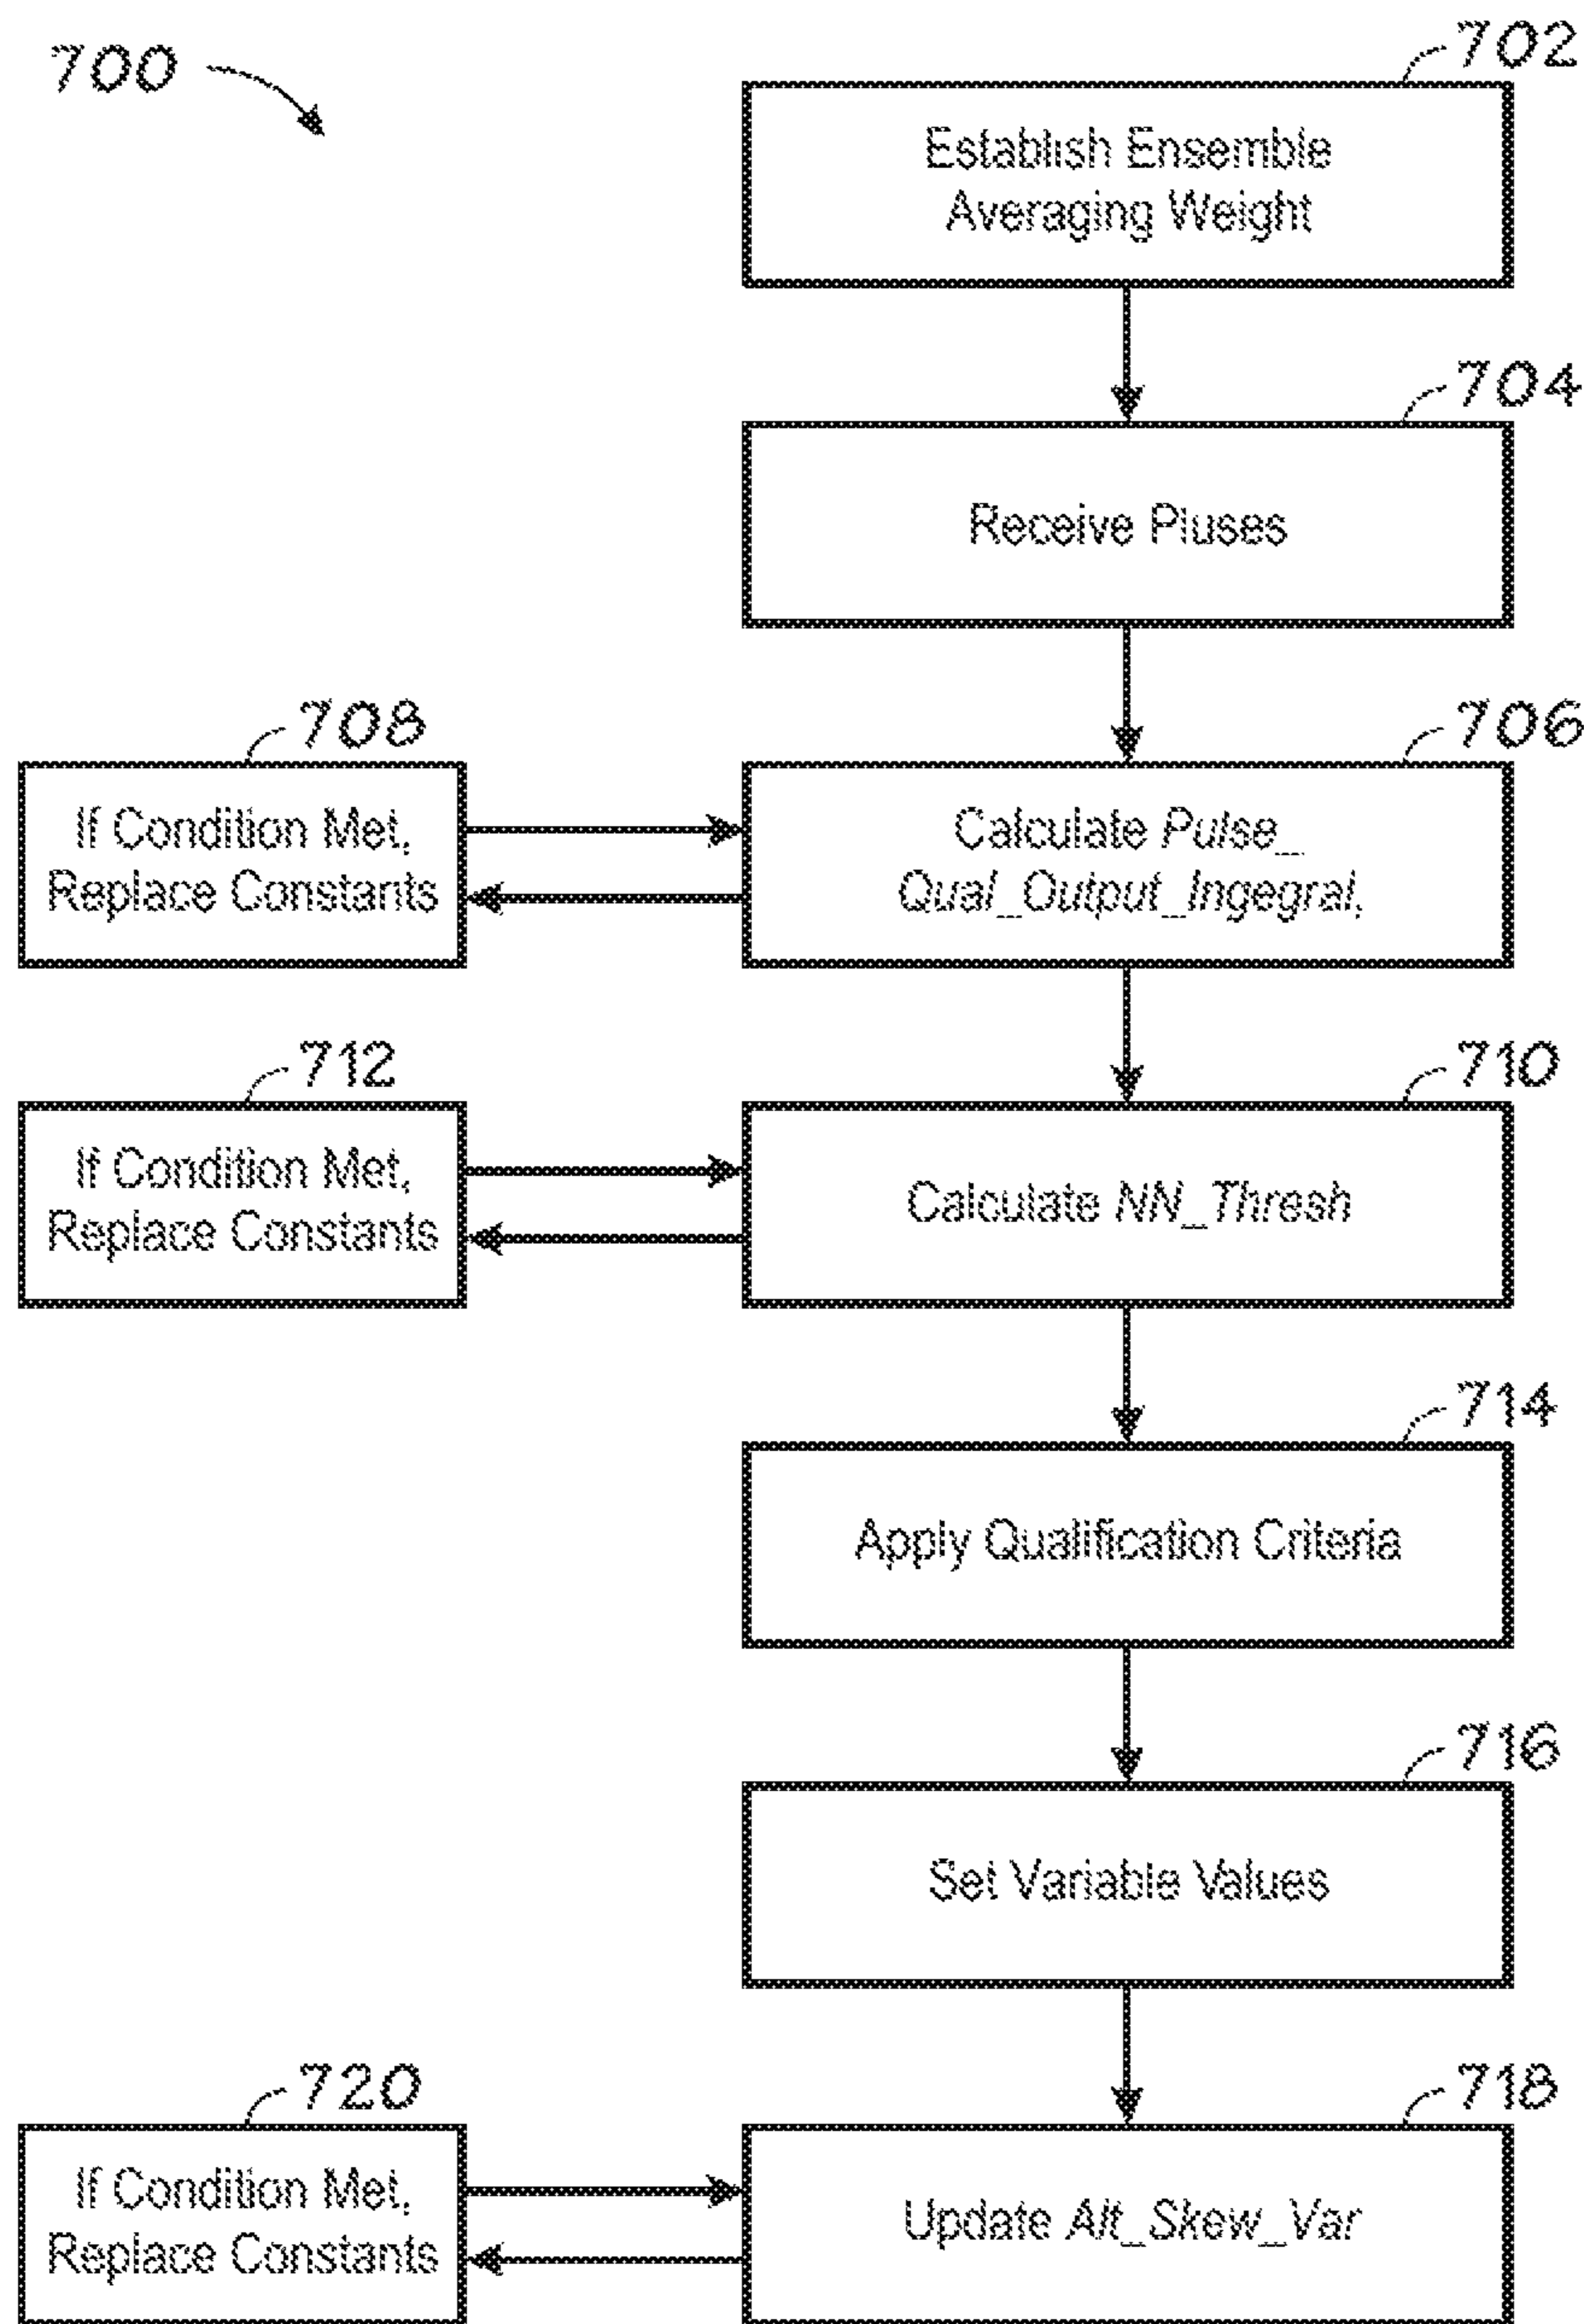 700
702
Establish Ensemble
Averaging Weight
704
Receive Pluses
708
706
If Condition Met,
Replace Constants
Calculate Pulse_
Qual_Output_Ingegral,
712
710
If Condition Met,
Replace Constants
Calculate NN_Thresh
714
Apply Qualification Criteria
716
Set Variable Values
720
718
If Condition Met,
Replace Constants
Update Alt_Skew_Var